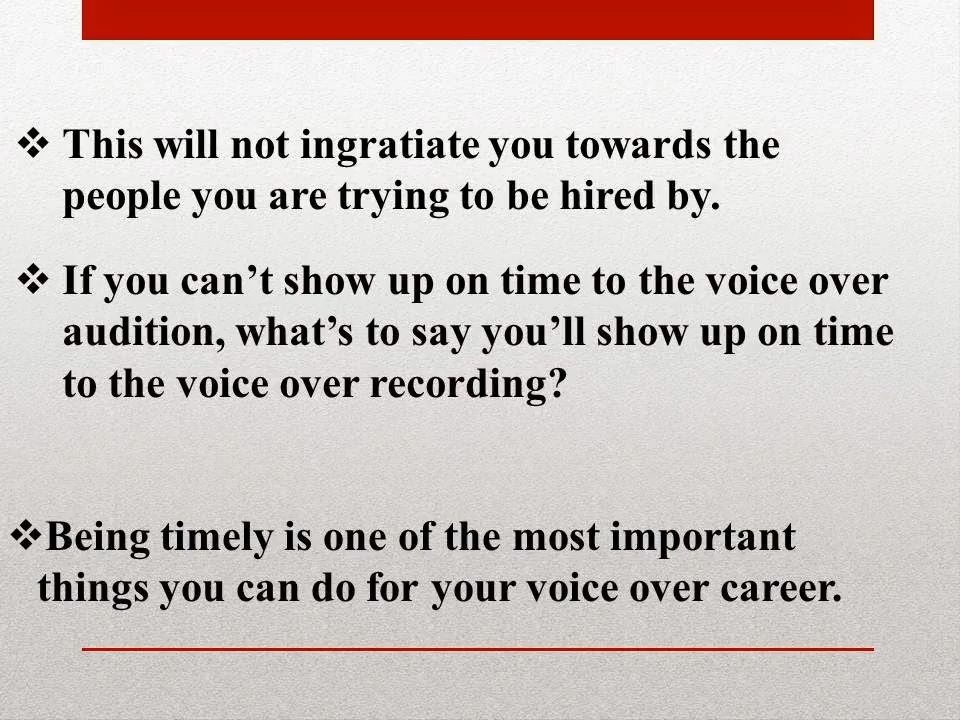 ❖ This will not ingratiate you towards the
people you are trying to be hired by.
❖ If you can’t show up on time to the voice over
audition, what’s to say you’ll show up on time
to the voice over recording?
❖Being timely is one of the most important
things you can do for your voice over career.